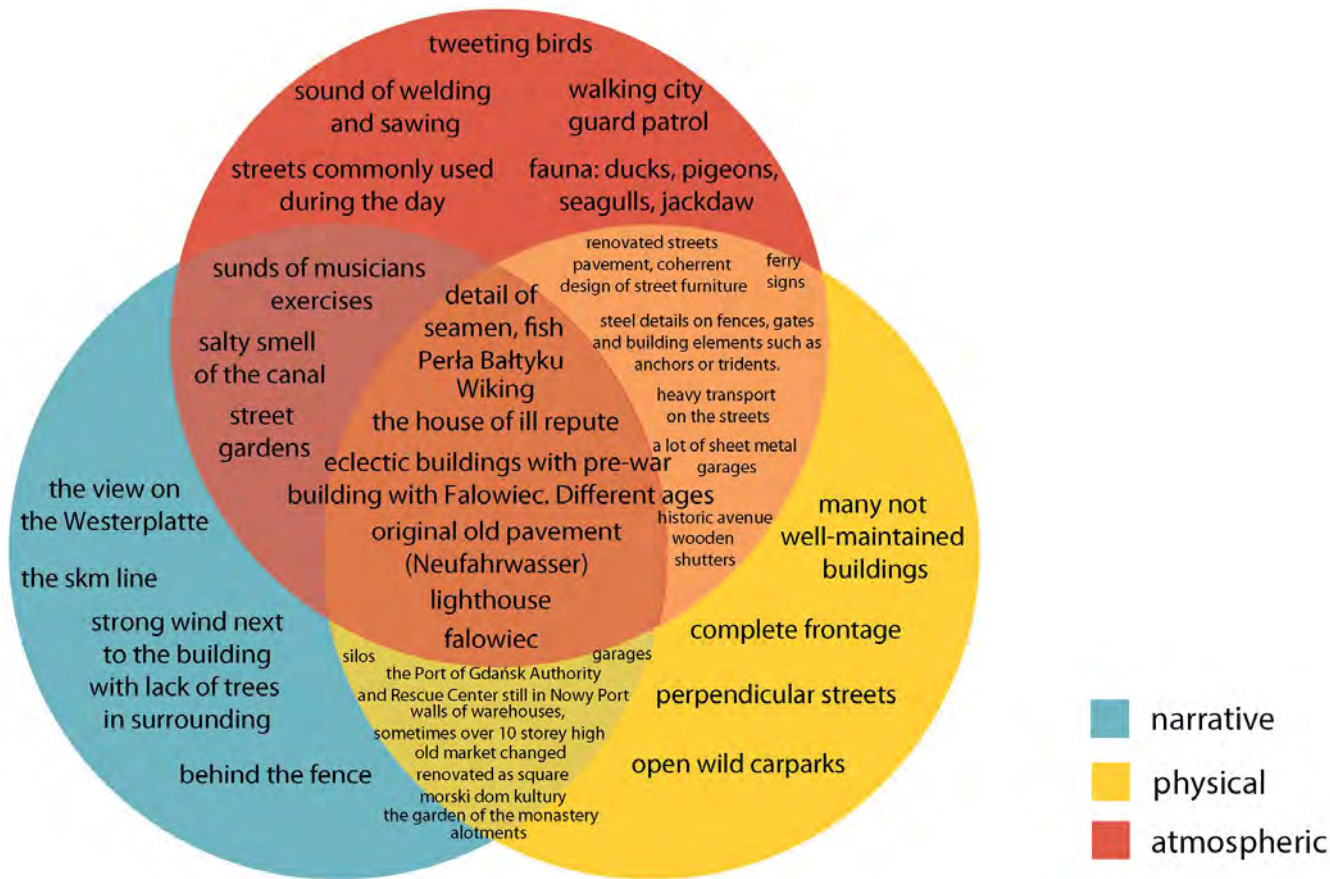 tweeting birds
sound of welding
and sawing
walking city
guard patrol
streets commonly used
during the day
fauna: ducks, pigeons,
seagulls, jackdaw
sunds of musicians
exercises
salty smell
of the canal
street
gardens
renovated streets
pavement, coherrent
design of street furniture
ferry
signs
steel details on fences, gates
and building elements such as
anchors or tridents.
heavy transport
on the streets
a lot of sheet metal
garages
historic avenue
wooden
shutters
detail of
seamen, fish
Perła Bałtyku
Wiking
the house of ill repute
eclectic buildings with pre-war
building with Falowiec. Different ages
original old pavement
(Neufahrwasser)
lighthouse
falowiec
the view on
the Westerplatte
the skm line
strong wind next
to the building
with lack of trees
in surrounding
behind the fence
silos
garages
the Port of Gdańsk Authority
and Rescue Center still in Nowy Port
walls of warehouses,
sometimes over 10 storey high
old market changed
renovated as square
morski dom kultury
the garden of the monastery
alotments
many not
well-maintained
buildings
complete frontage
perpendicular streets
open wild carparks
narrative
physical
atmospheric